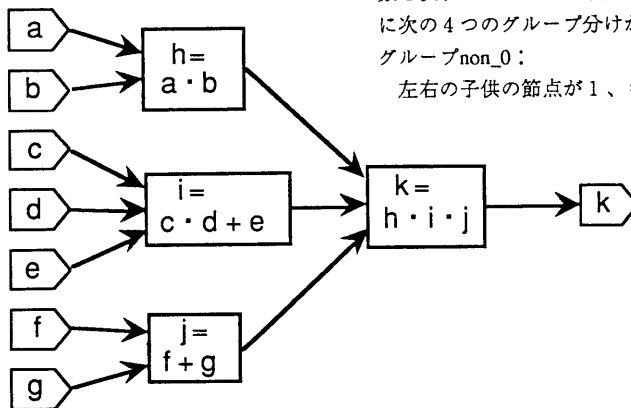 に次の4つのグループ分けが
グループnon_0：
左右の子供の節点が1、
a
b
c
d
e
f
g
h=
a・b
i=
c・d+e
j=
f+g
k=
h・i・j
k